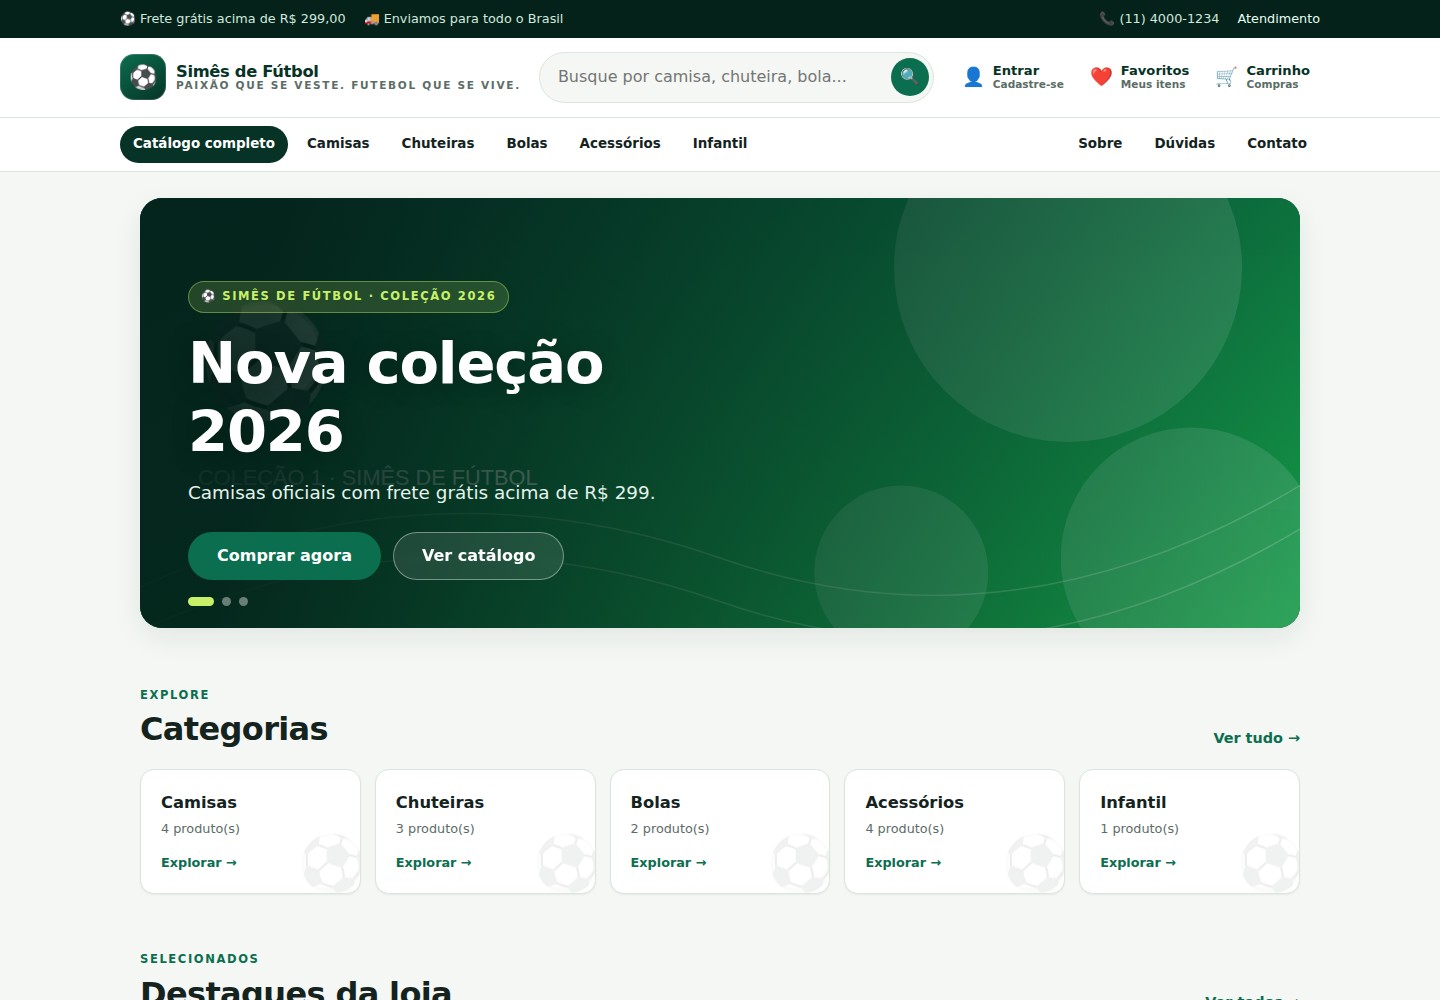 Frete grátis acima de R$ 299,00
Enviamos para todo o Brasil
(11) 4000-1234
Atendimento
Simês de Fútbol
PAIXÃO QUE SE VESTE. FUTEBOL QUE SE VIVE.
Busque por camisa, chuteira, bola...
Entrar
Cadastre-se
Favoritos
Meus itens
Carrinho
Compras
Catálogo completo
Camisas
Chuteiras
Bolas
Acessórios
Infantil
Sobre
Dúvidas
Contato
SIMÊS DE FÚTBOL · COLEÇÃO 2026
Nova coleção
2026
COLEÇÃO 1 · SIMÊS DE FÚTBOL
Camisas oficiais com frete grátis acima de R$ 299.
Comprar agora
Ver catálogo
EXPLORE
Categorias
Ver tudo →
Camisas
4 produto(s)
Explorar →
Chuteiras
3 produto(s)
Explorar →
Bolas
2 produto(s)
Explorar →
Acessórios
4 produto(s)
Explorar →
Infantil
1 produto(s)
Explorar →
SELECIONADOS
Destaques da loja
Ver todos →